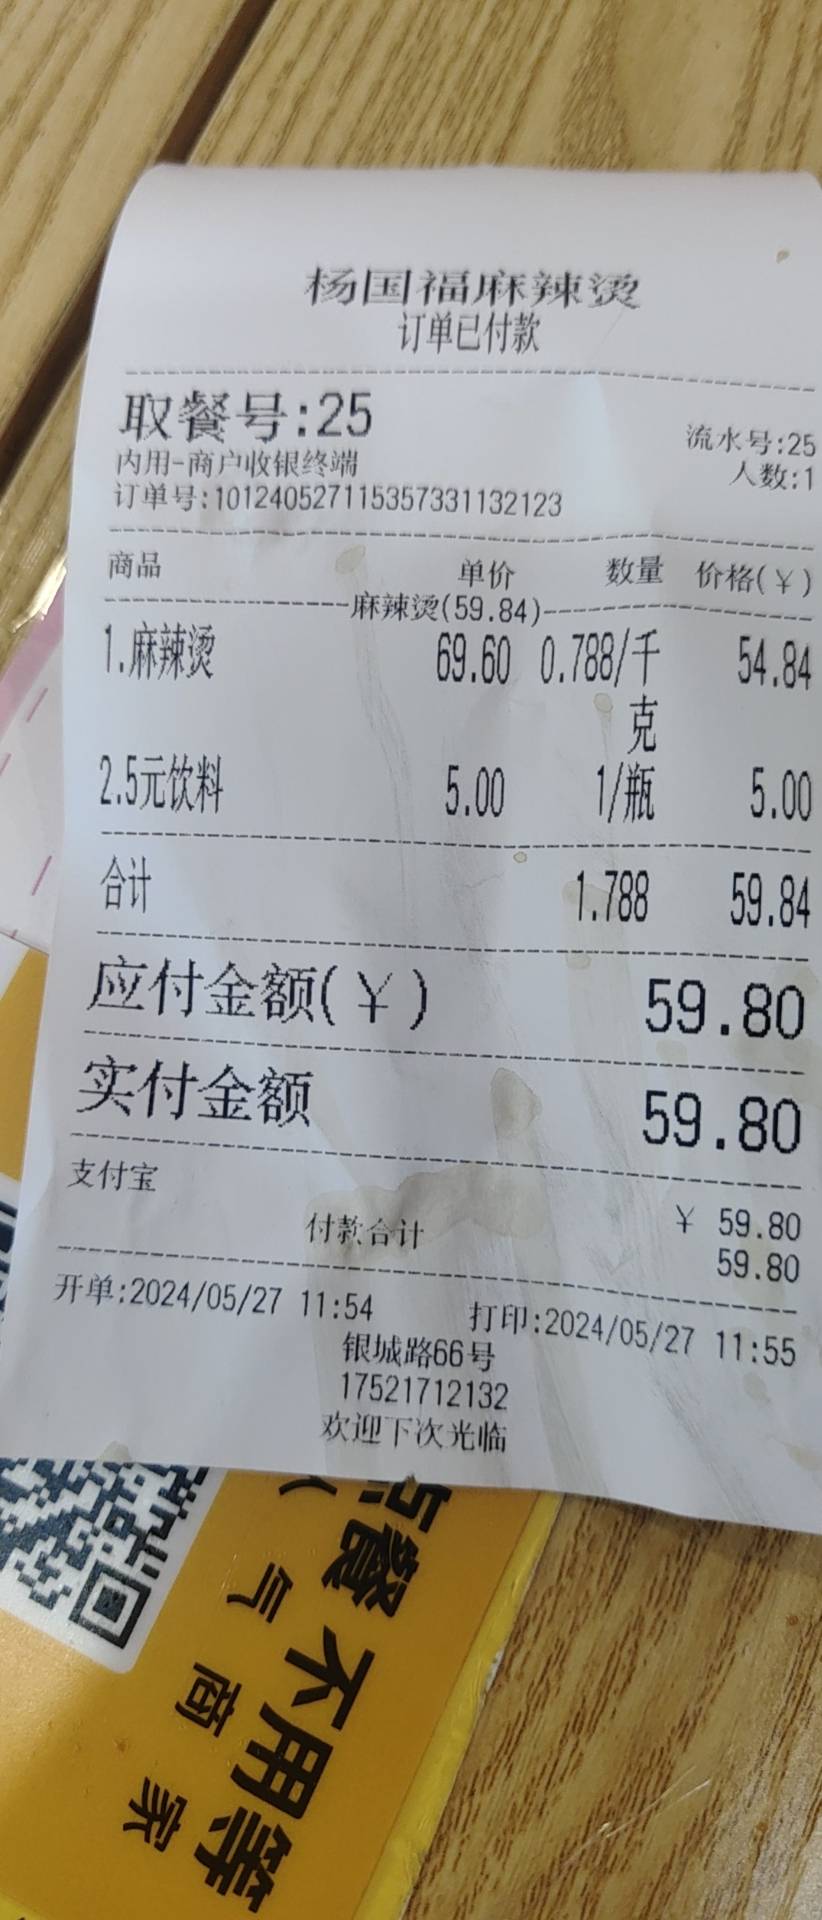 杨国福麻辣烫
订单已付款
取餐号:25
流水号:25
内用-商户收银终端
人数:1
订单号:101240527115357331132123
商品 单价 数量 价格(¥)
麻辣烫(59.84)
1.麻辣烫 69.60 0.788/千克 54.84
2.5元饮料 5.00 1/瓶 5.00
合计 1.788 59.84
应付金额(¥) 59.80
实付金额 59.80
支付宝 ¥ 59.80
付款合计 59.80
开单:2024/05/27 11:54 打印:2024/05/27 11:55
银城路66号
17521712132
欢迎下次光临
点餐 不用等
气商家